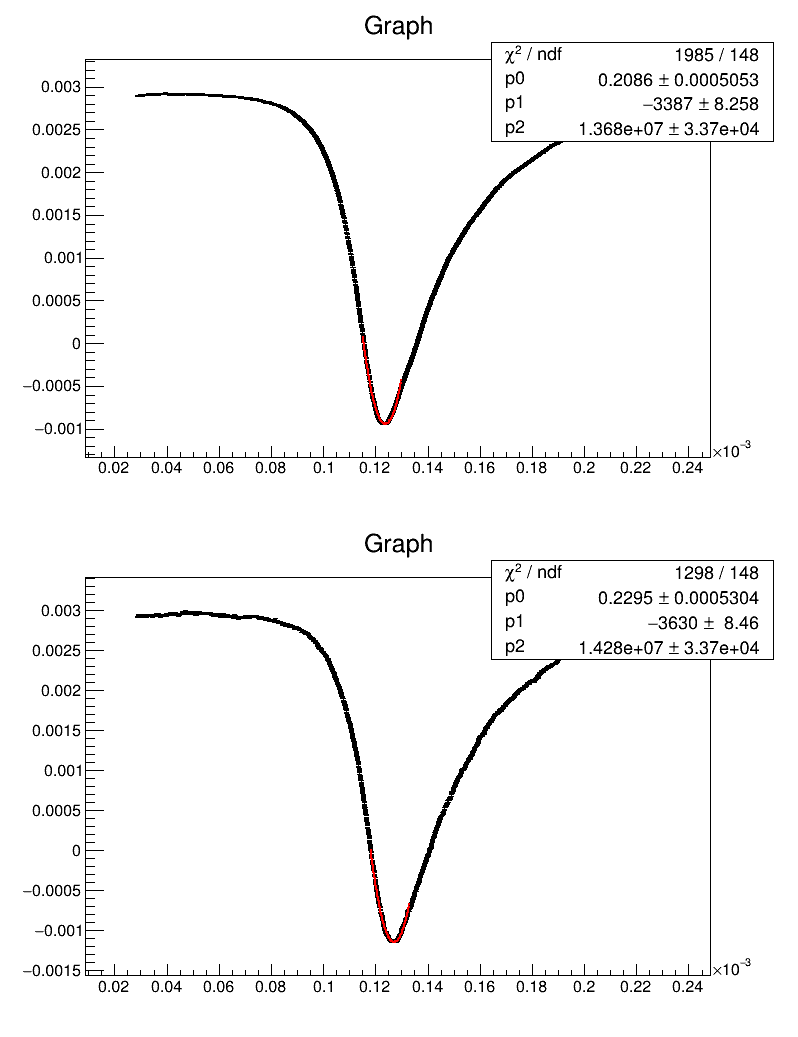 Graph
χ² / ndf 1985 / 148
p0 0.2086 ± 0.0005053
p1 −3387 ± 8.258
p2 1.368e+07 ± 3.37e+04
0.003
0.0025
0.002
0.0015
0.001
0.0005
0
−0.0005
−0.001
×10⁻³
0.02 0.04 0.06 0.08 0.1 0.12 0.14 0.16 0.18 0.2 0.22 0.24
Graph
χ² / ndf 1298 / 148
p0 0.2295 ± 0.0005304
p1 −3630 ± 8.46
p2 1.428e+07 ± 3.37e+04
0.003
0.0025
0.002
0.0015
0.001
0.0005
0
−0.0005
−0.001
−0.0015
×10⁻³
0.02 0.04 0.06 0.08 0.1 0.12 0.14 0.16 0.18 0.2 0.22 0.24